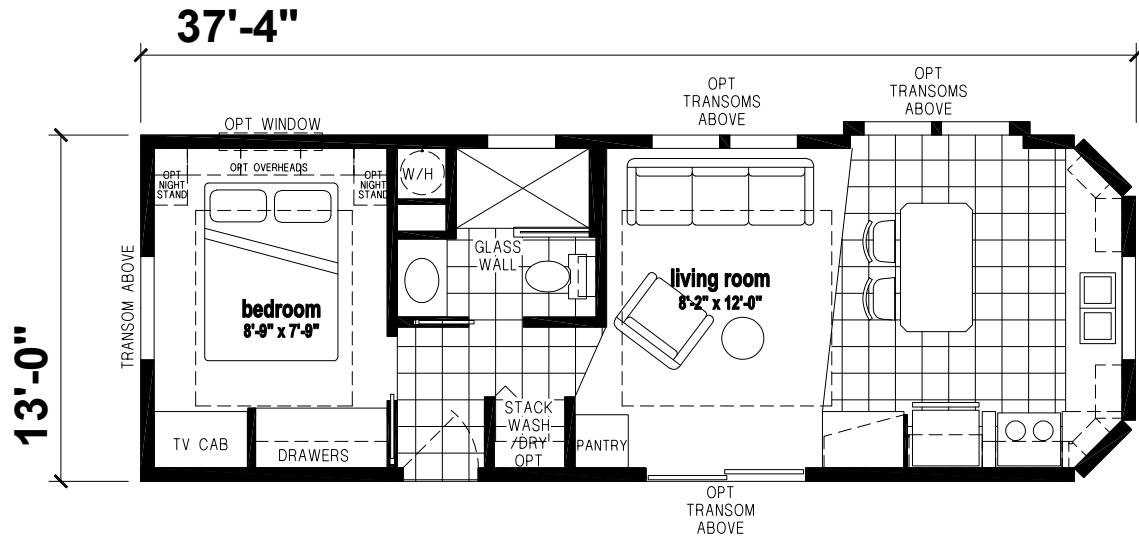 37'-4"
OPT
TRANSOMS
ABOVE
OPT
TRANSOMS
ABOVE
OPT WINDOW
OPT OVERHEADS
OPT
NIGHT
STAND
OPT
NIGHT
STAND
W/H
GLASS
WALL
living room
8'-2" x 12'-0"
bedroom
8'-9" x 7'-9"
TRANSOM ABOVE
13'-0"
STACK
WASH
/DRY
OPT
TV CAB
DRAWERS
PANTRY
OPT
TRANSOM
ABOVE